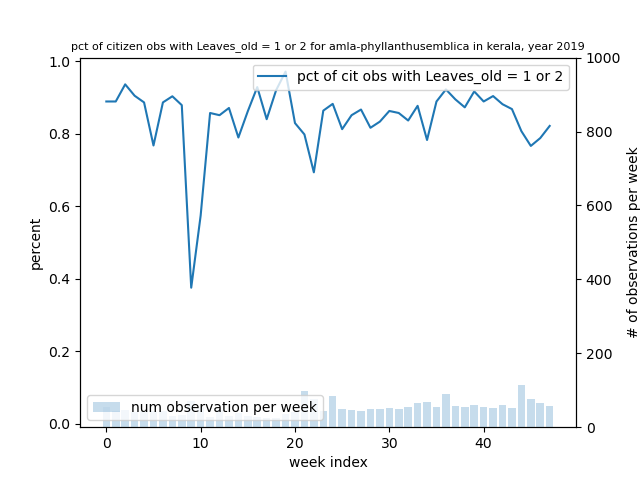 pct of citizen obs with Leaves_old = 1 or 2 for amla-phyllanthusemblica in kerala, year 2019
pct of cit obs with Leaves_old = 1 or 2
num observation per week
percent
# of observations per week
week index
1.0
0.8
0.6
0.4
0.2
0.0
1000
800
600
400
200
0
0
10
20
30
40